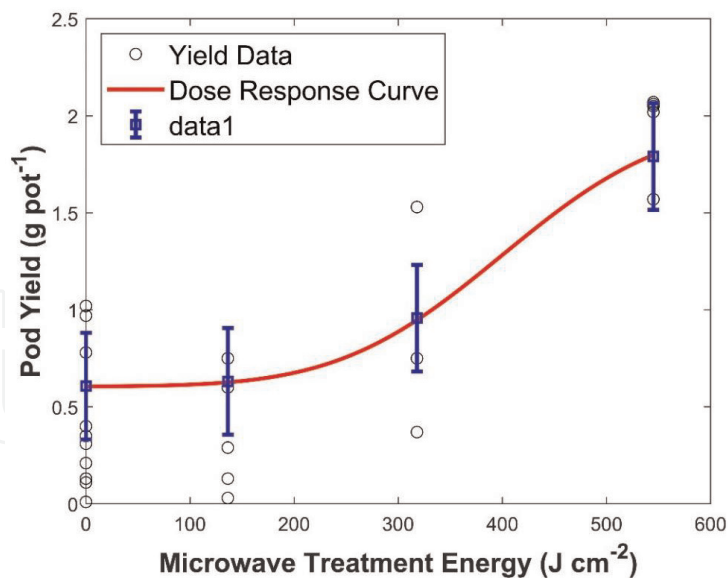 Yield Data
Dose Response Curve
data1
2.5
2
1.5
1
0.5
0
0 100 200 300 400 500 600
Pod Yield (g pot⁻¹)
Microwave Treatment Energy (J cm⁻²)